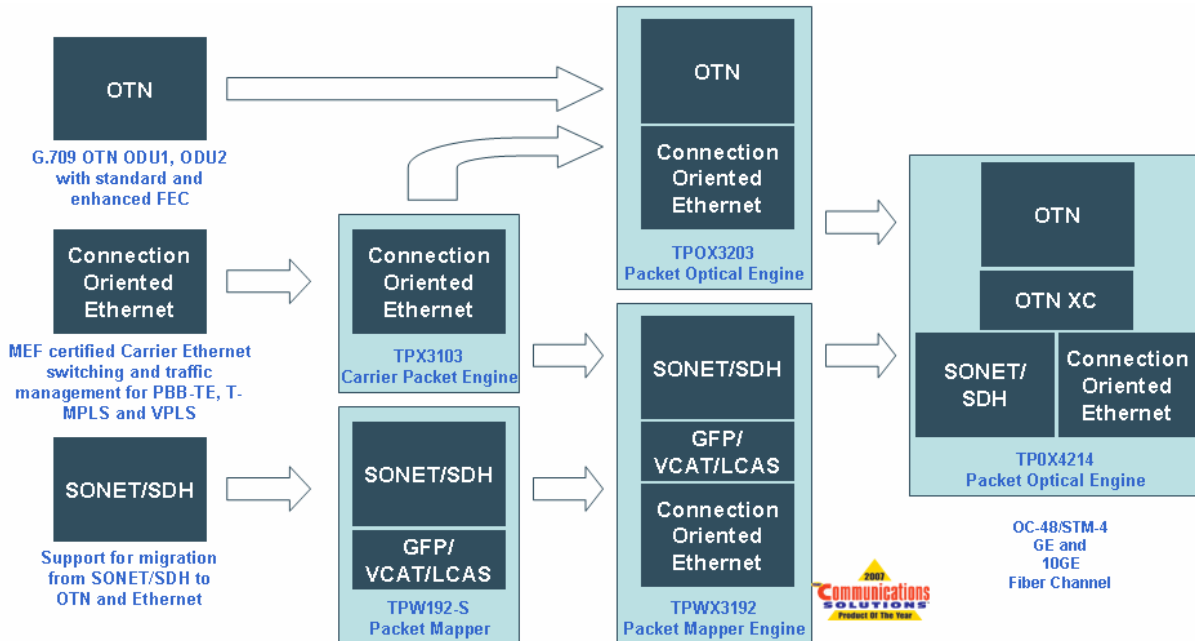 OTN
G.709 OTN ODU1, ODU2
with standard and
enhanced FEC
Connection
Oriented
Ethernet
MEF certified Carrier Ethernet
switching and traffic
management for PBB-TE, T-
MPLS and VPLS
SONET/SDH
Support for migration
from SONET/SDH to
OTN and Ethernet
Connection
Oriented
Ethernet
TPX3103
Carrier Packet Engine
SONET/SDH
GFP/
VCAT/LCAS
TPW192-S
Packet Mapper
OTN
Connection
Oriented
Ethernet
TPOX3203
Packet Optical Engine
SONET/SDH
GFP/
VCAT/LCAS
Connection
Oriented
Ethernet
TPWX3192
Packet Mapper Engine
2007
Communications
SOLUTIONS
Product Of The Year
OTN
OTN XC
SONET/
SDH
Connection
Oriented
Ethernet
TP0X4214
Packet Optical Engine
OC-48/STM-4
GE and
10GE
Fiber Channel